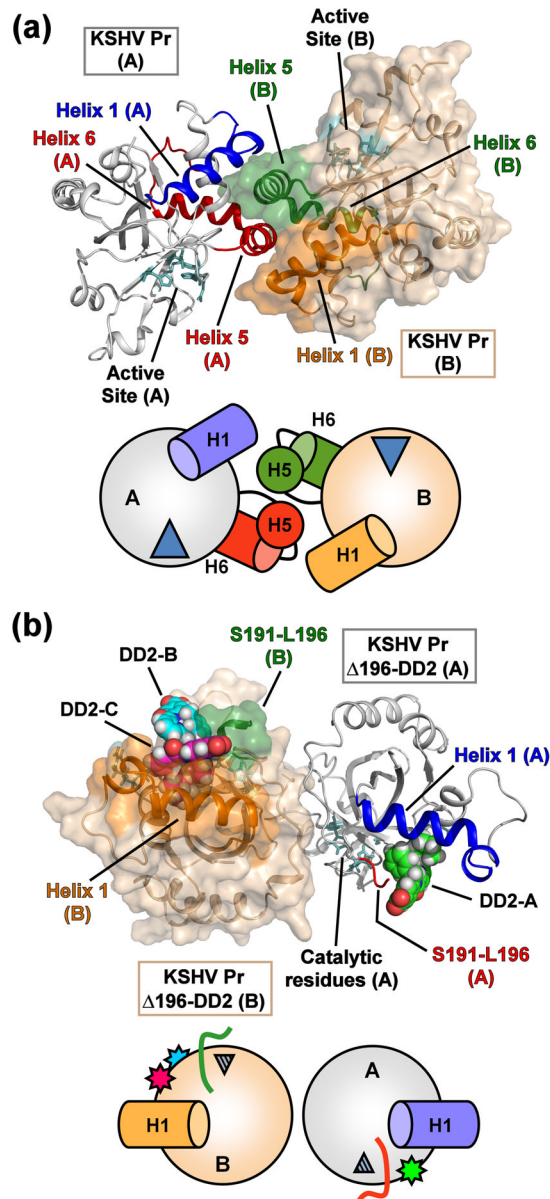 (a)
KSHV Pr
(A)
Active
Site (B)
Helix 5
(B)
Helix 1 (A)
Helix 6
(A)
Helix 6
(B)
Helix 5
(A)
Active
Site (A)
Helix 1 (B)
KSHV Pr
(B)
H1
H6
A
H5
B
H5
H6
H1
(b)
S191-L196
(B)
KSHV Pr
Δ196-DD2 (A)
DD2-B
DD2-C
Helix 1 (A)
Helix 1
(B)
DD2-A
Catalytic
residues (A)
S191-L196
(A)
KSHV Pr
Δ196-DD2 (B)
A
H1
H1
B